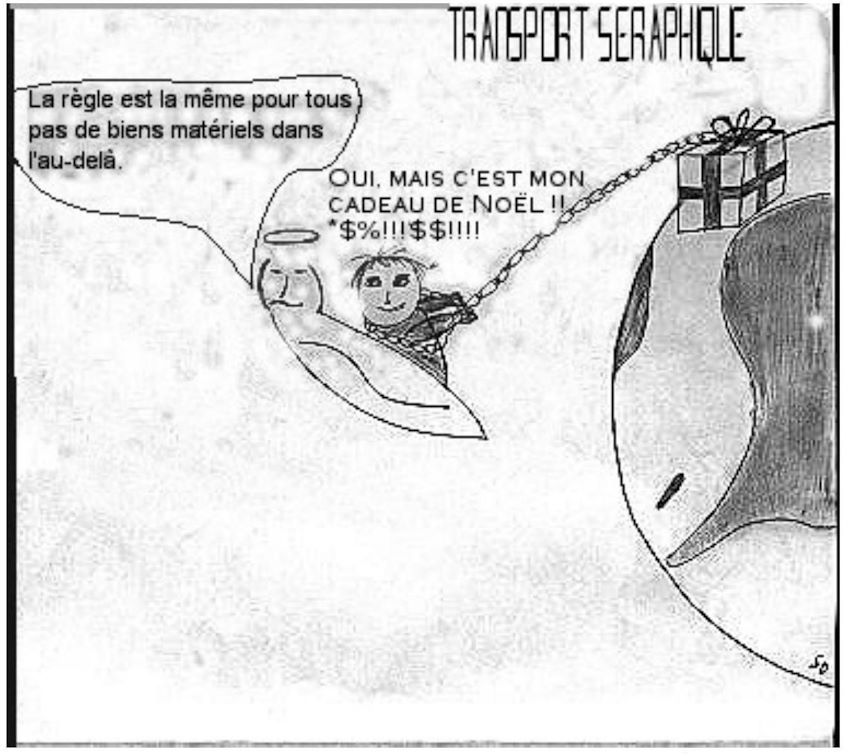 TRANSPORT SERAPHIQUE
La règle est la même pour tous,
pas de biens matériels dans
l'au-delà.
OUI, MAIS C'EST MON
CADEAU DE NOËL !!
*$%!!!$$!!!!
SD